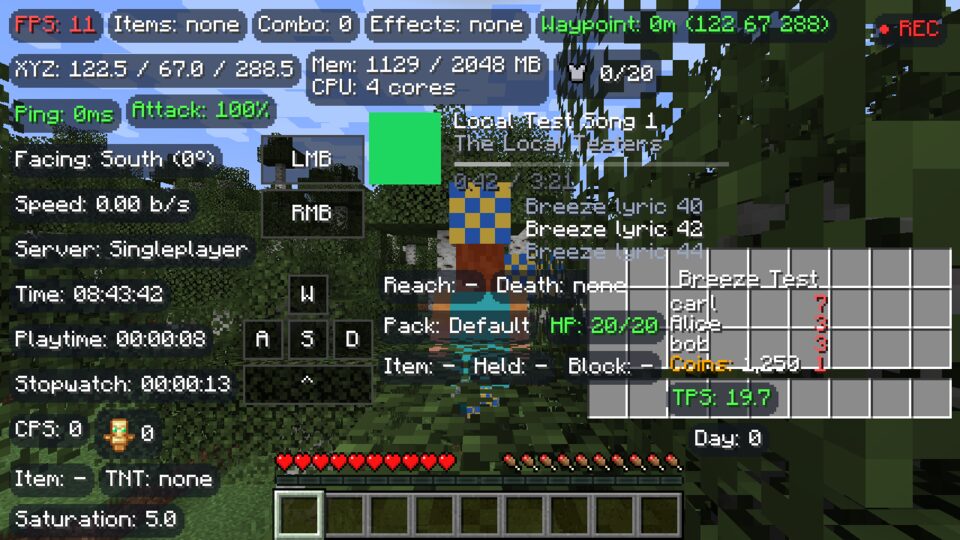 FPS: 11 Items: none Combo: 0 Effects: none Waypoint: 0m (122 67 288) REC
XYZ: 122.5 / 67.0 / 288.5 Mem: 1129 / 2048 MB 0/20
CPU: 4 cores
Ping: 0ms Attack: 100%
Local Test Song 1
The Local Testers
Facing: South (0°) LMB
0:42 / 3:21
Speed: 0.00 b/s RMB Breeze lyric 40
Breeze lyric 42
Server: Singleplayer Breeze lyric 44
Breeze Test
Time: 08:43:42 W Reach: - Death: none
carl 7
Alice 3
Playtime: 00:00:08 A S D Pack: Default HP: 20/20
bob 3
Item: - Held: - Block: - Coins: 1,250 1
Stopwatch: 00:00:13 ^
TPS: 19.7
CPS: 0 0 Day: 0
Item: - TNT: none
Saturation: 5.0